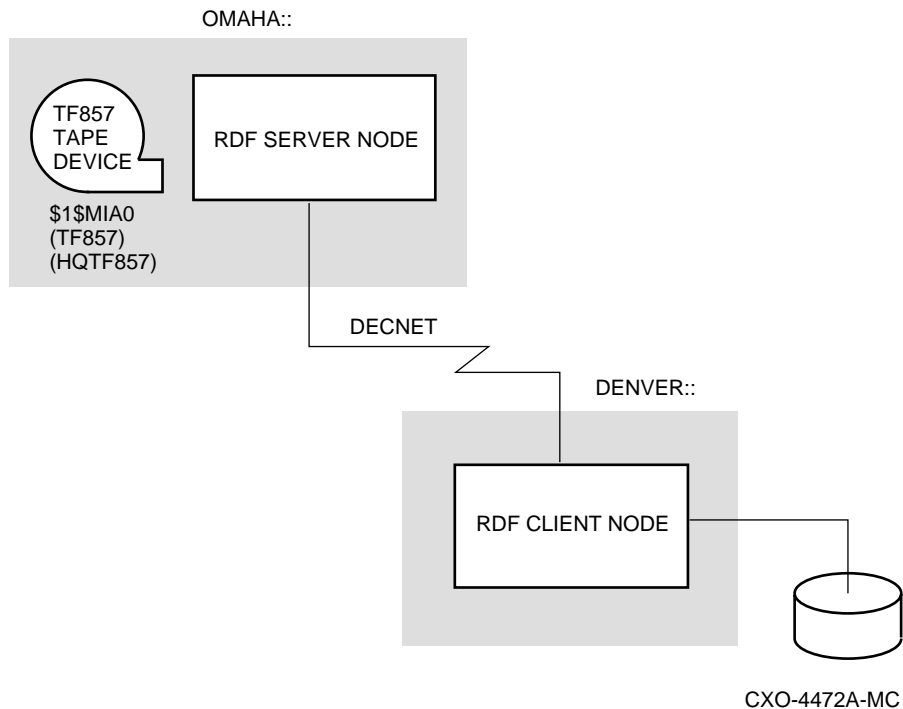 OMAHA::
TF857
TAPE
DEVICE
RDF SERVER NODE
$1$MIA0
(TF857)
(HQTF857)
DECNET
DENVER::
RDF CLIENT NODE
CXO-4472A-MC